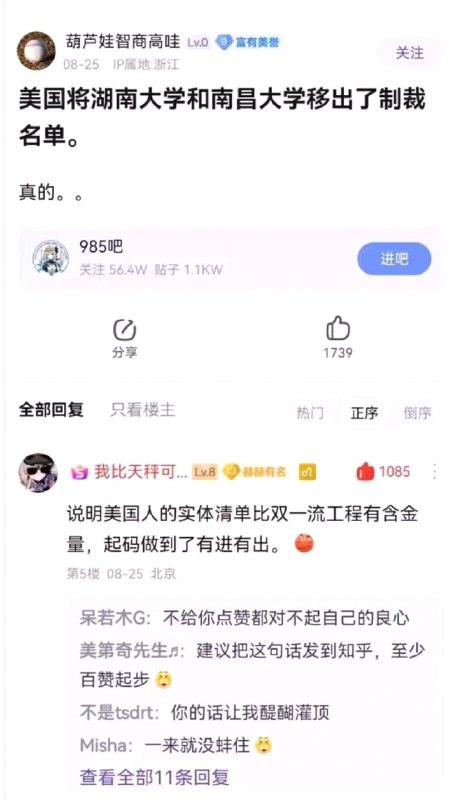 葫芦娃智商高哇 Lv.0 9 富有美誉
关注
08-25 IP属地:浙江
美国将湖南大学和南昌大学移出了制裁
名单。
真的。。
985吧
关注 56.4W 贴子 1.1KW
进吧
分享
1739
全部回复 只看楼主 热门 正序 倒序
我比天秤可... Lv.8 赫赫有名 1085
说明美国人的实体清单比双一流工程有含金
量，起码做到了有进有出。
第5楼 08-25 北京
呆若木G：不给你点赞都对不起自己的良心
美第奇先生♬：建议把这句话发到知乎，至少
百赞起步
不是tsdrt：你的话让我醍醐灌顶
Misha：一来就没蚌住
查看全部11条回复